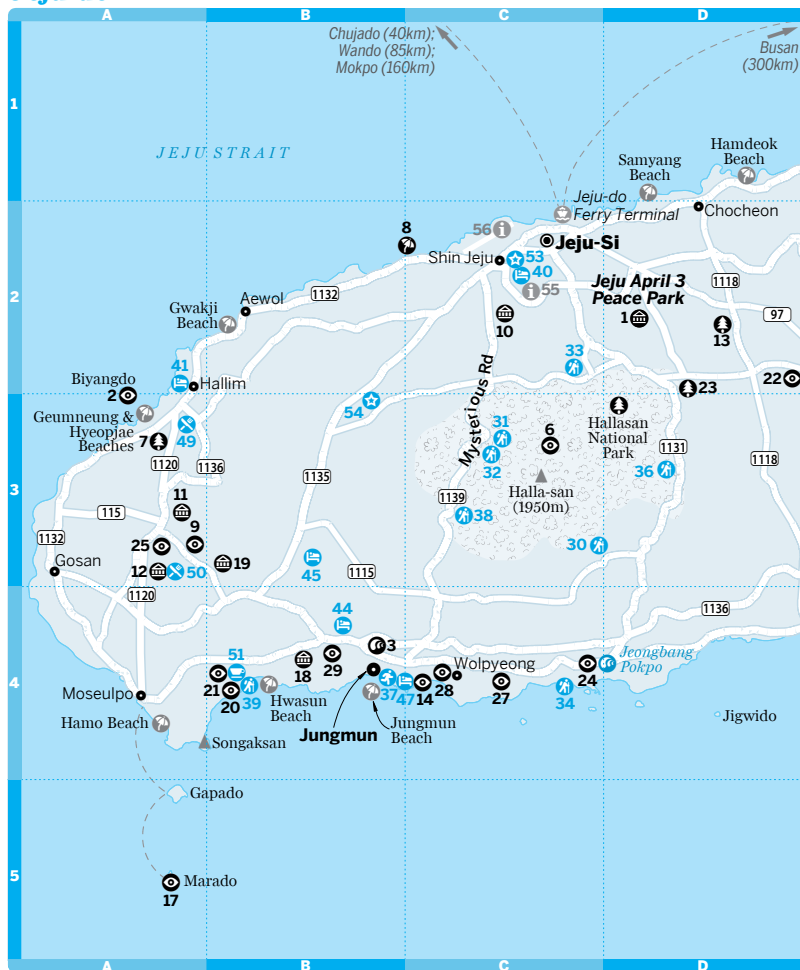 A
B
C
D
Chujado (40km);
Wando (85km);
Mokpo (160km)
Busan
(300km)
1
JEJU STRAIT
Hamdeok
Beach
Samyang
Beach
Jeju-do
Ferry Terminal
Chocheon
56
8
Jeju-Si
Shin Jeju
53
40
55
Jeju April 3
Peace Park
1118
2
1132
Aewol
Gwakji
Beach
10
1
13
97
41
Hallim
Biyangdo
2
33
22
23
Mysterious Rd
Geumneung &
Hyeopjae
Beaches
49
7
54
31
6
Hallasan
National
Park
32
1131
36
1118
3
1120
1136
1135
Halla-san
(1950m)
11
115
9
1139
38
1132
25
30
Gosan
12
50
19
45
1115
1120
1136
44
51
3
Jeongbang
Pokpo
18
29
Wolpyeong
4
21
20
39
37
47
14
28
27
24
34
Moseulpo
Hwasun
Beach
Hamo Beach
Jungmun
Jungmun
Beach
Jigwido
Songaksan
Gapado
5
Marado
17
A
B
C
D